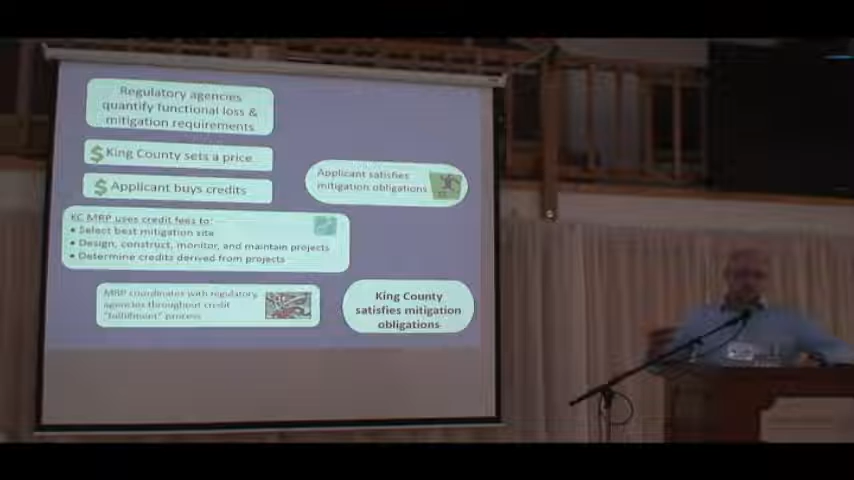 Regulatory agencies
quantify functional loss &
mitigation requirements
$ King County sets a price
$ Applicant buys credits
Applicant satisfies
mitigation obligations
KC MRP uses credit fees to:
• Select best mitigation site
• Design, construct, monitor, and maintain projects
• Determine credits derived from projects
MRP coordinates with regulatory
agencies throughout credit
"fulfillment" process
King County
satisfies mitigation
obligations